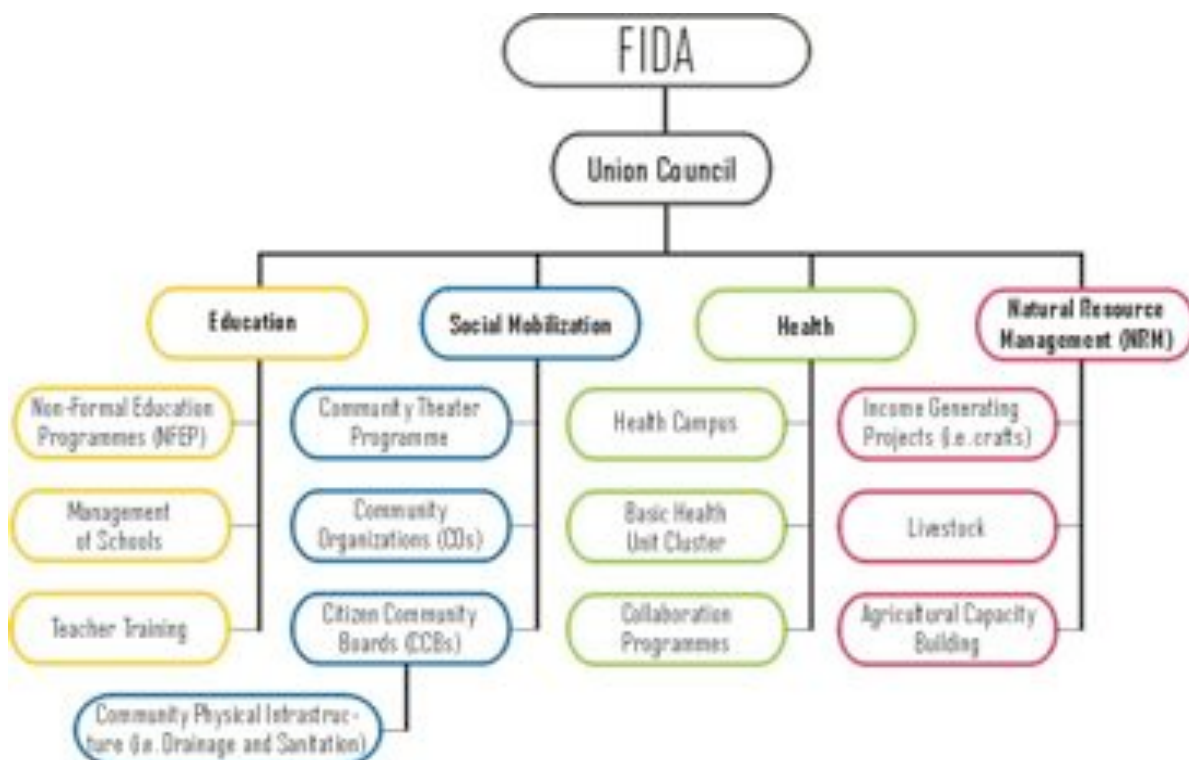 FIDA
Union Council
Education
Social Mobilization
Health
Natural Resource
Management (NRM)
Non-Formal Education
Programmes (NFEP)
Management
of Schools
Teacher Training
Community Theater
Programme
Community
Organizations (COs)
Citizen Community
Boards (CCBs)
Community Physical Infrastruc-
ture (i.e. Drainage and Sanitation)
Health Campus
Basic Health
Unit Cluster
Collaboration
Programmes
Income Generating
Projects (i.e. crafts)
Livestock
Agricultural Capacity
Building